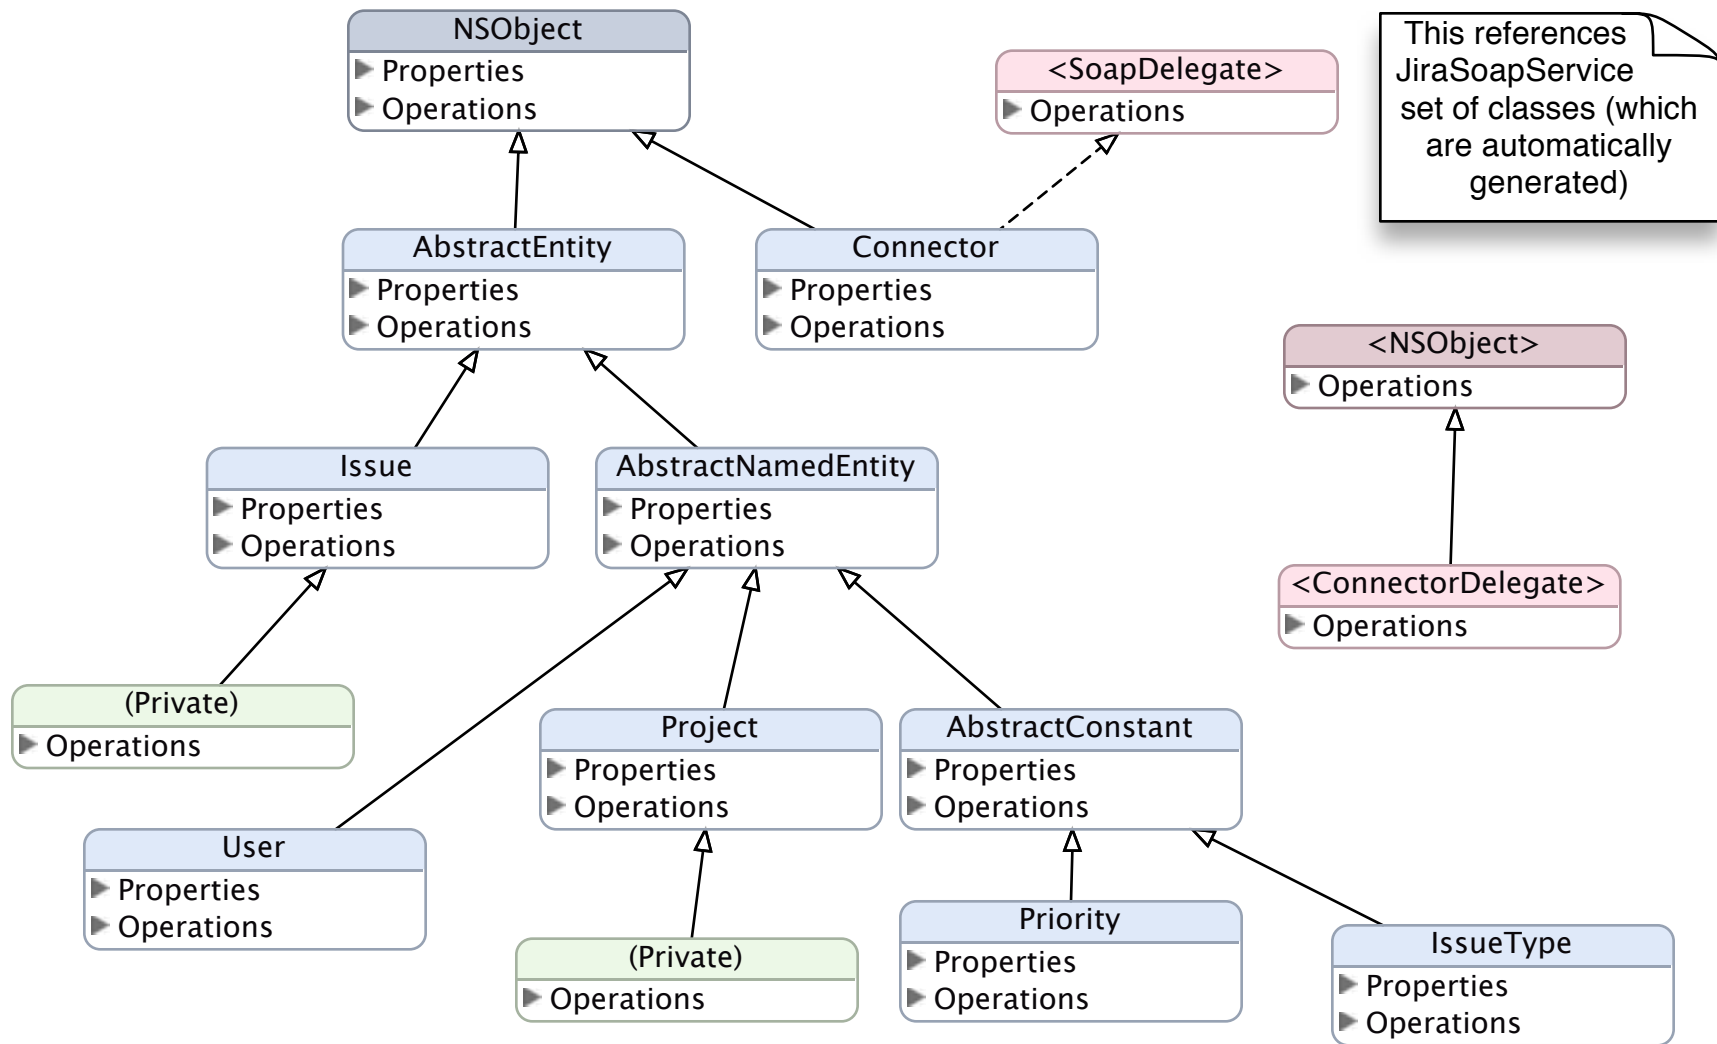 NSObject
Properties
Operations
<SoapDelegate>
Operations
This references
JiraSoapService
set of classes (which
are automatically
generated)
AbstractEntity
Properties
Operations
Connector
Properties
Operations
<NSObject>
Operations
Issue
Properties
Operations
AbstractNamedEntity
Properties
Operations
<ConnectorDelegate>
Operations
(Private)
Operations
Project
Properties
Operations
AbstractConstant
Properties
Operations
User
Properties
Operations
(Private)
Operations
Priority
Properties
Operations
IssueType
Properties
Operations